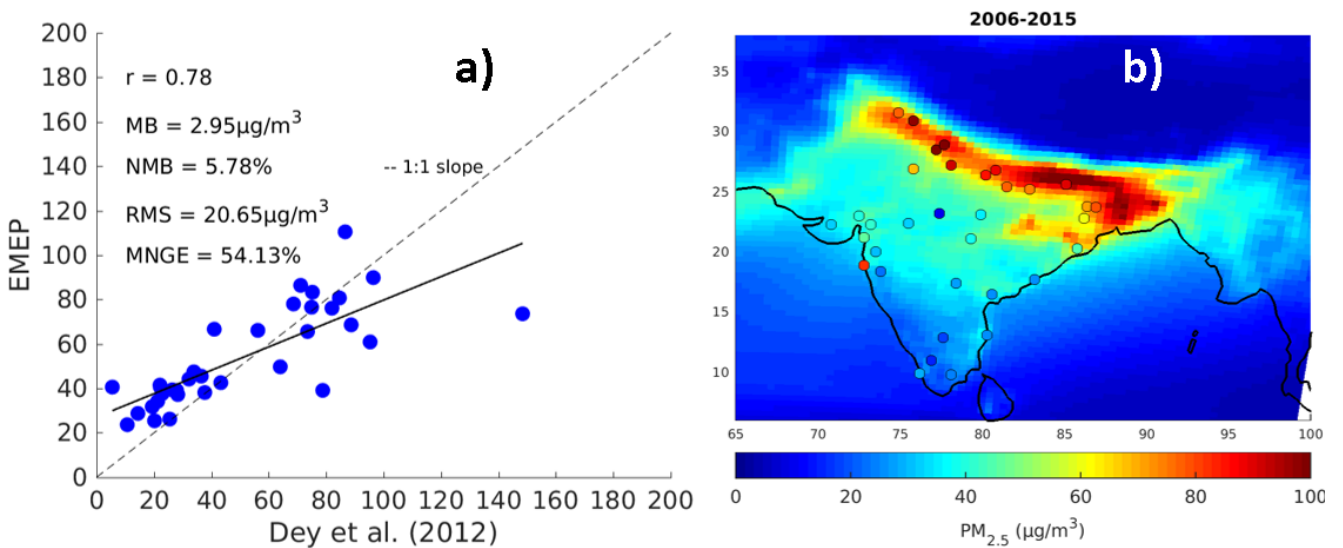 a)
r = 0.78
MB = 2.95μg/m³
NMB = 5.78%
-- 1:1 slope
RMS = 20.65μg/m³
MNGE = 54.13%
EMEP
200
180
160
140
120
100
80
60
40
20
0
0 20 40 60 80 100 120 140 160 180 200
Dey et al. (2012)
2006-2015
b)
35
30
25
20
15
10
65 70 75 80 85 90 95 100
0 20 40 60 80 100
PM₂.₅ (μg/m³)